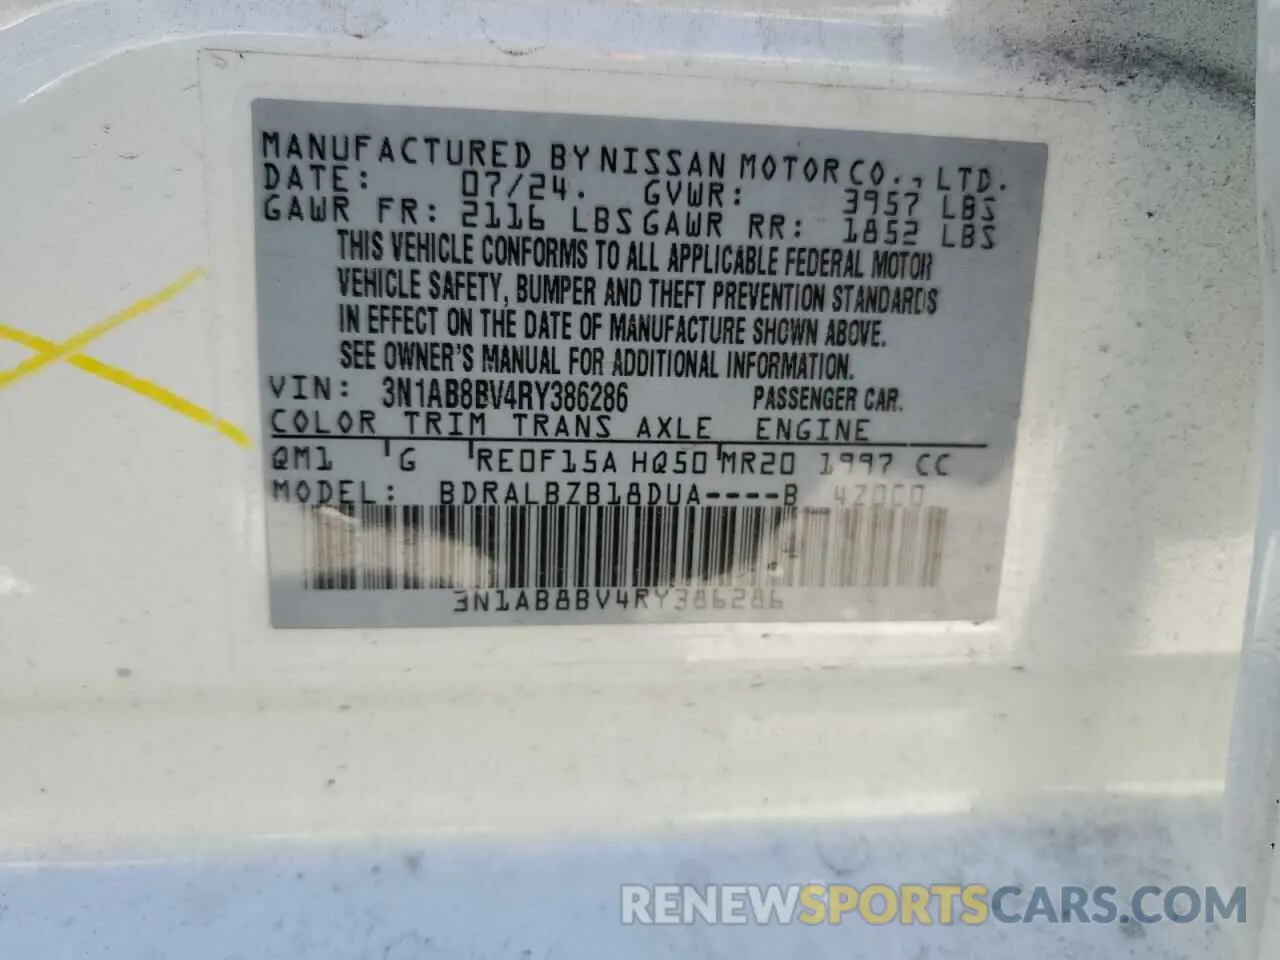 MANUFACTURED BY NISSAN MOTOR CO., LTD.
DATE: 07/24. GVWR: 3957 LBS
GAWR FR: 2116 LBS GAWR RR: 1852 LBS
THIS VEHICLE CONFORMS TO ALL APPLICABLE FEDERAL MOTOR
VEHICLE SAFETY, BUMPER AND THEFT PREVENTION STANDARDS
IN EFFECT ON THE DATE OF MANUFACTURE SHOWN ABOVE.
SEE OWNER'S MANUAL FOR ADDITIONAL INFORMATION.
VIN: 3N1AB8BV4RY386286 PASSENGER CAR.
COLOR TRIM TRANS AXLE ENGINE
QM1 G RE0F15A HQ50 MR20 1997 CC
MODEL: BDRALBZB18DUA----B 4Z0C0
4
3N1AB8BV4RY386286
RENEWSPORTSCARS.COM